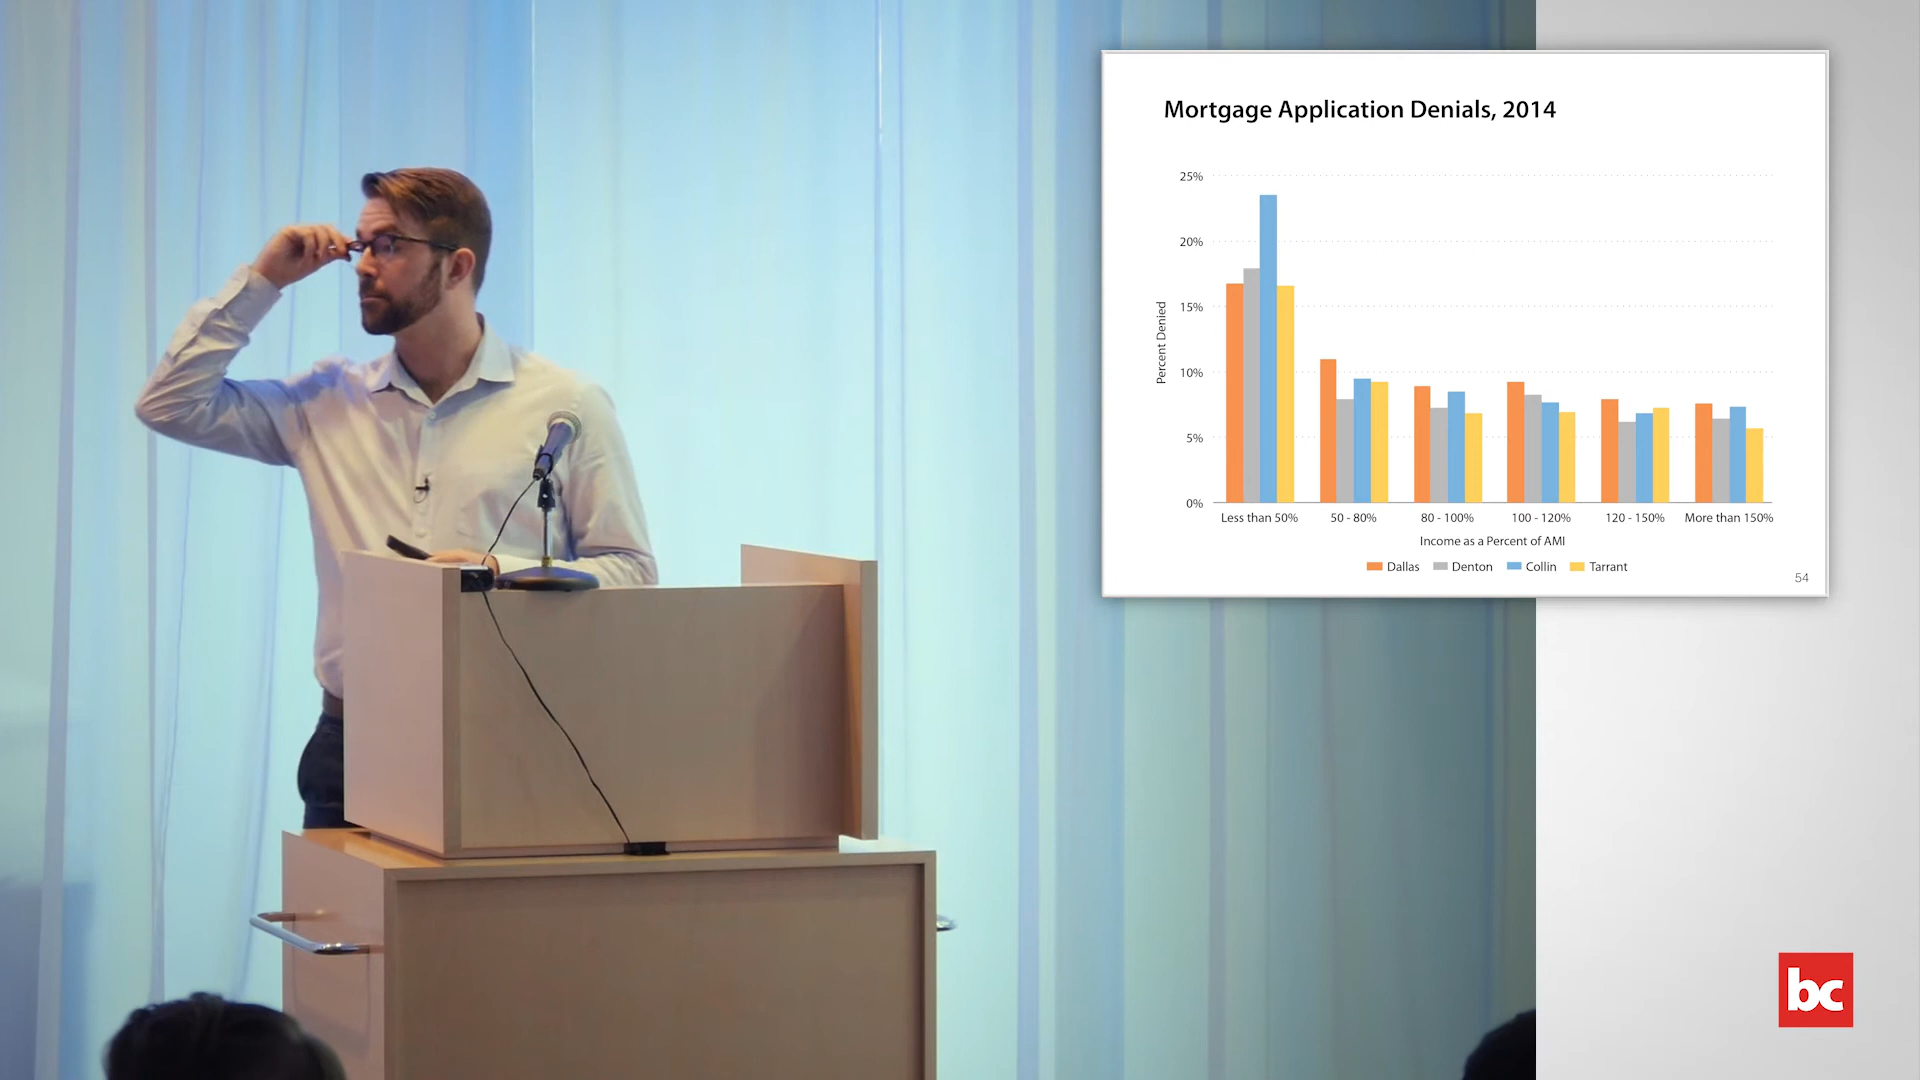 Mortgage Application Denials, 2014
25%
20%
15%
10%
5%
0%
Percent Denied
Less than 50% 50 - 80% 80 - 100% 100 - 120% 120 - 150% More than 150%
Income as a Percent of AMI
Dallas Denton Collin Tarrant
54
bc